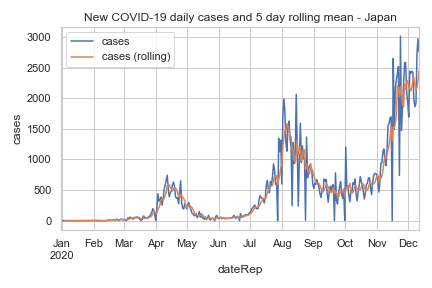 New COVID-19 daily cases and 5 day rolling mean - Japan
cases
cases (rolling)
3000
2500
2000
1500
1000
500
0
cases
Jan Feb Mar Apr May Jun Jul Aug Sep Oct Nov Dec
2020
dateRep